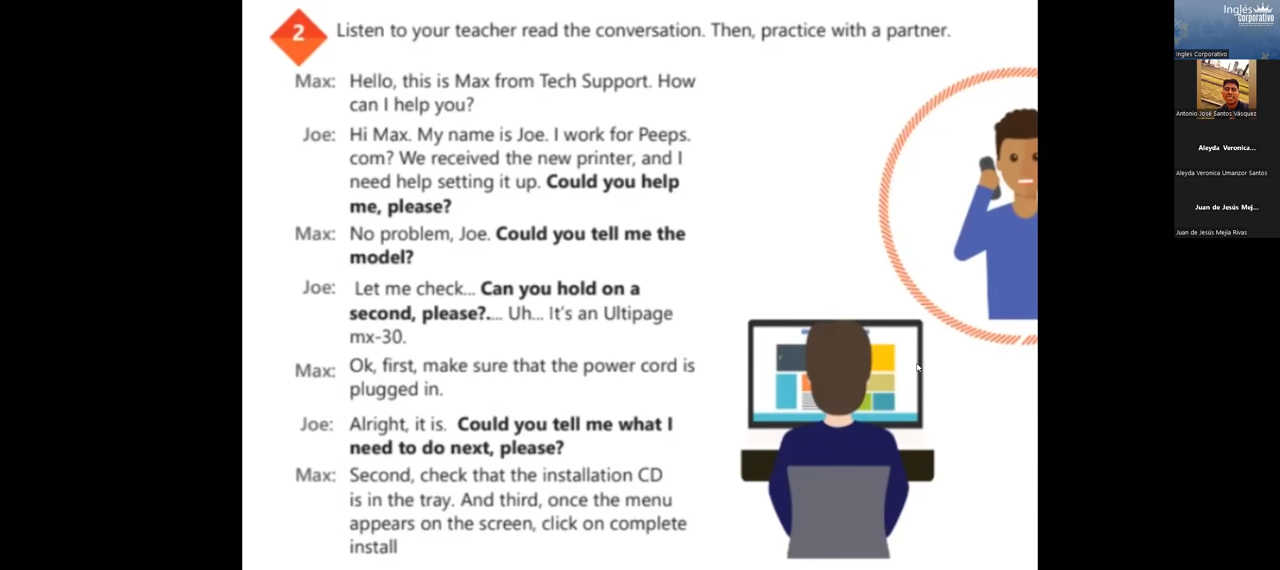 2
Listen to your teacher read the conversation. Then, practice with a partner.
Max: Hello, this is Max from Tech Support. How
can I help you?
Joe: Hi Max. My name is Joe. I work for Peeps.
com? We received the new printer, and I
need help setting it up. Could you help
me, please?
Max: No problem, Joe. Could you tell me the
model?
Joe: Let me check... Can you hold on a
second, please?.... Uh... It's an Ultipage
mx-30.
Max: Ok, first, make sure that the power cord is
plugged in.
Joe: Alright, it is. Could you tell me what I
need to do next, please?
Max: Second, check that the installation CD
is in the tray. And third, once the menu
appears on the screen, click on complete
install
Inglés
Corporativo
Ingles Corporativo
Antonio José Santos Vásquez
Aleyda Veronica...
Aleyda Veronica Umanzor Santos
Juan de Jesús Mej...
Juan de Jesús Mejía Rivas